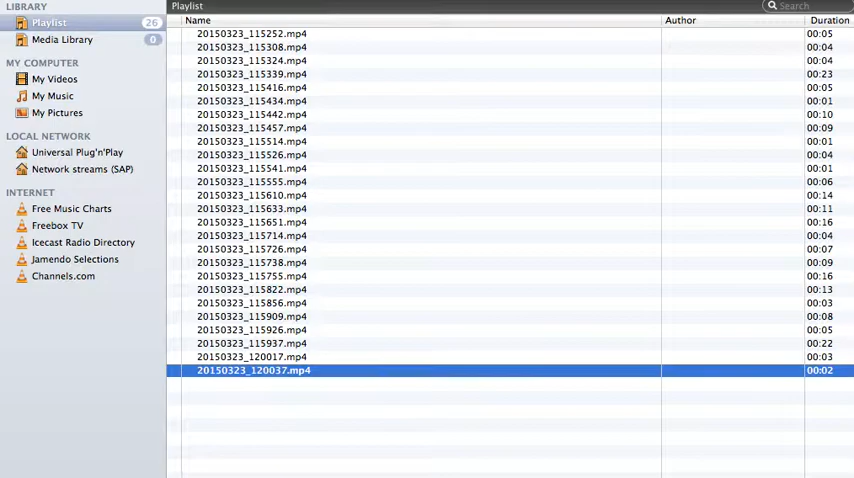 LIBRARY
Playlist 26
Media Library 0
MY COMPUTER
My Videos
My Music
My Pictures
LOCAL NETWORK
Universal Plug'n'Play
Network streams (SAP)
INTERNET
Free Music Charts
Freebox TV
Icecast Radio Directory
Jamendo Selections
Channels.com
Playlist Search
Name Author Duration
20150323_115252.mp4 00:05
20150323_115308.mp4 00:04
20150323_115324.mp4 00:04
20150323_115339.mp4 00:23
20150323_115416.mp4 00:05
20150323_115434.mp4 00:01
20150323_115442.mp4 00:10
20150323_115457.mp4 00:09
20150323_115514.mp4 00:01
20150323_115526.mp4 00:04
20150323_115541.mp4 00:01
20150323_115555.mp4 00:06
20150323_115610.mp4 00:14
20150323_115633.mp4 00:11
20150323_115651.mp4 00:16
20150323_115714.mp4 00:04
20150323_115726.mp4 00:07
20150323_115738.mp4 00:09
20150323_115755.mp4 00:16
20150323_115822.mp4 00:13
20150323_115856.mp4 00:03
20150323_115909.mp4 00:08
20150323_115926.mp4 00:05
20150323_115937.mp4 00:22
20150323_120017.mp4 00:03
20150323_120037.mp4 00:02